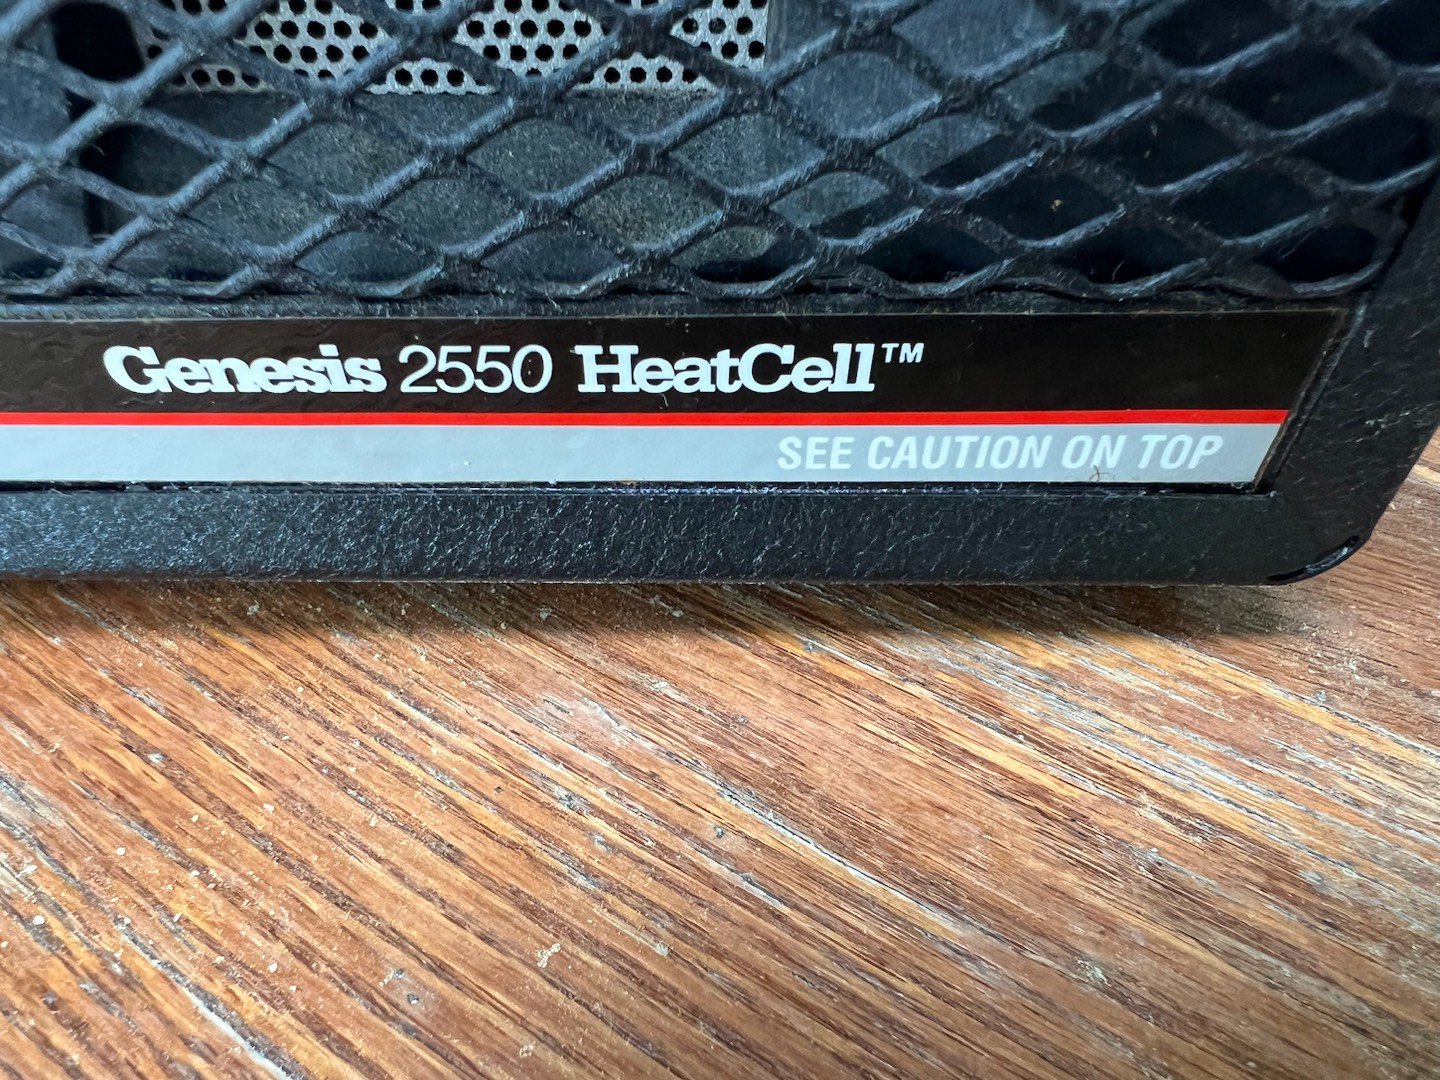 Genesis 2550 HeatCell™
SEE CAUTION ON TOP